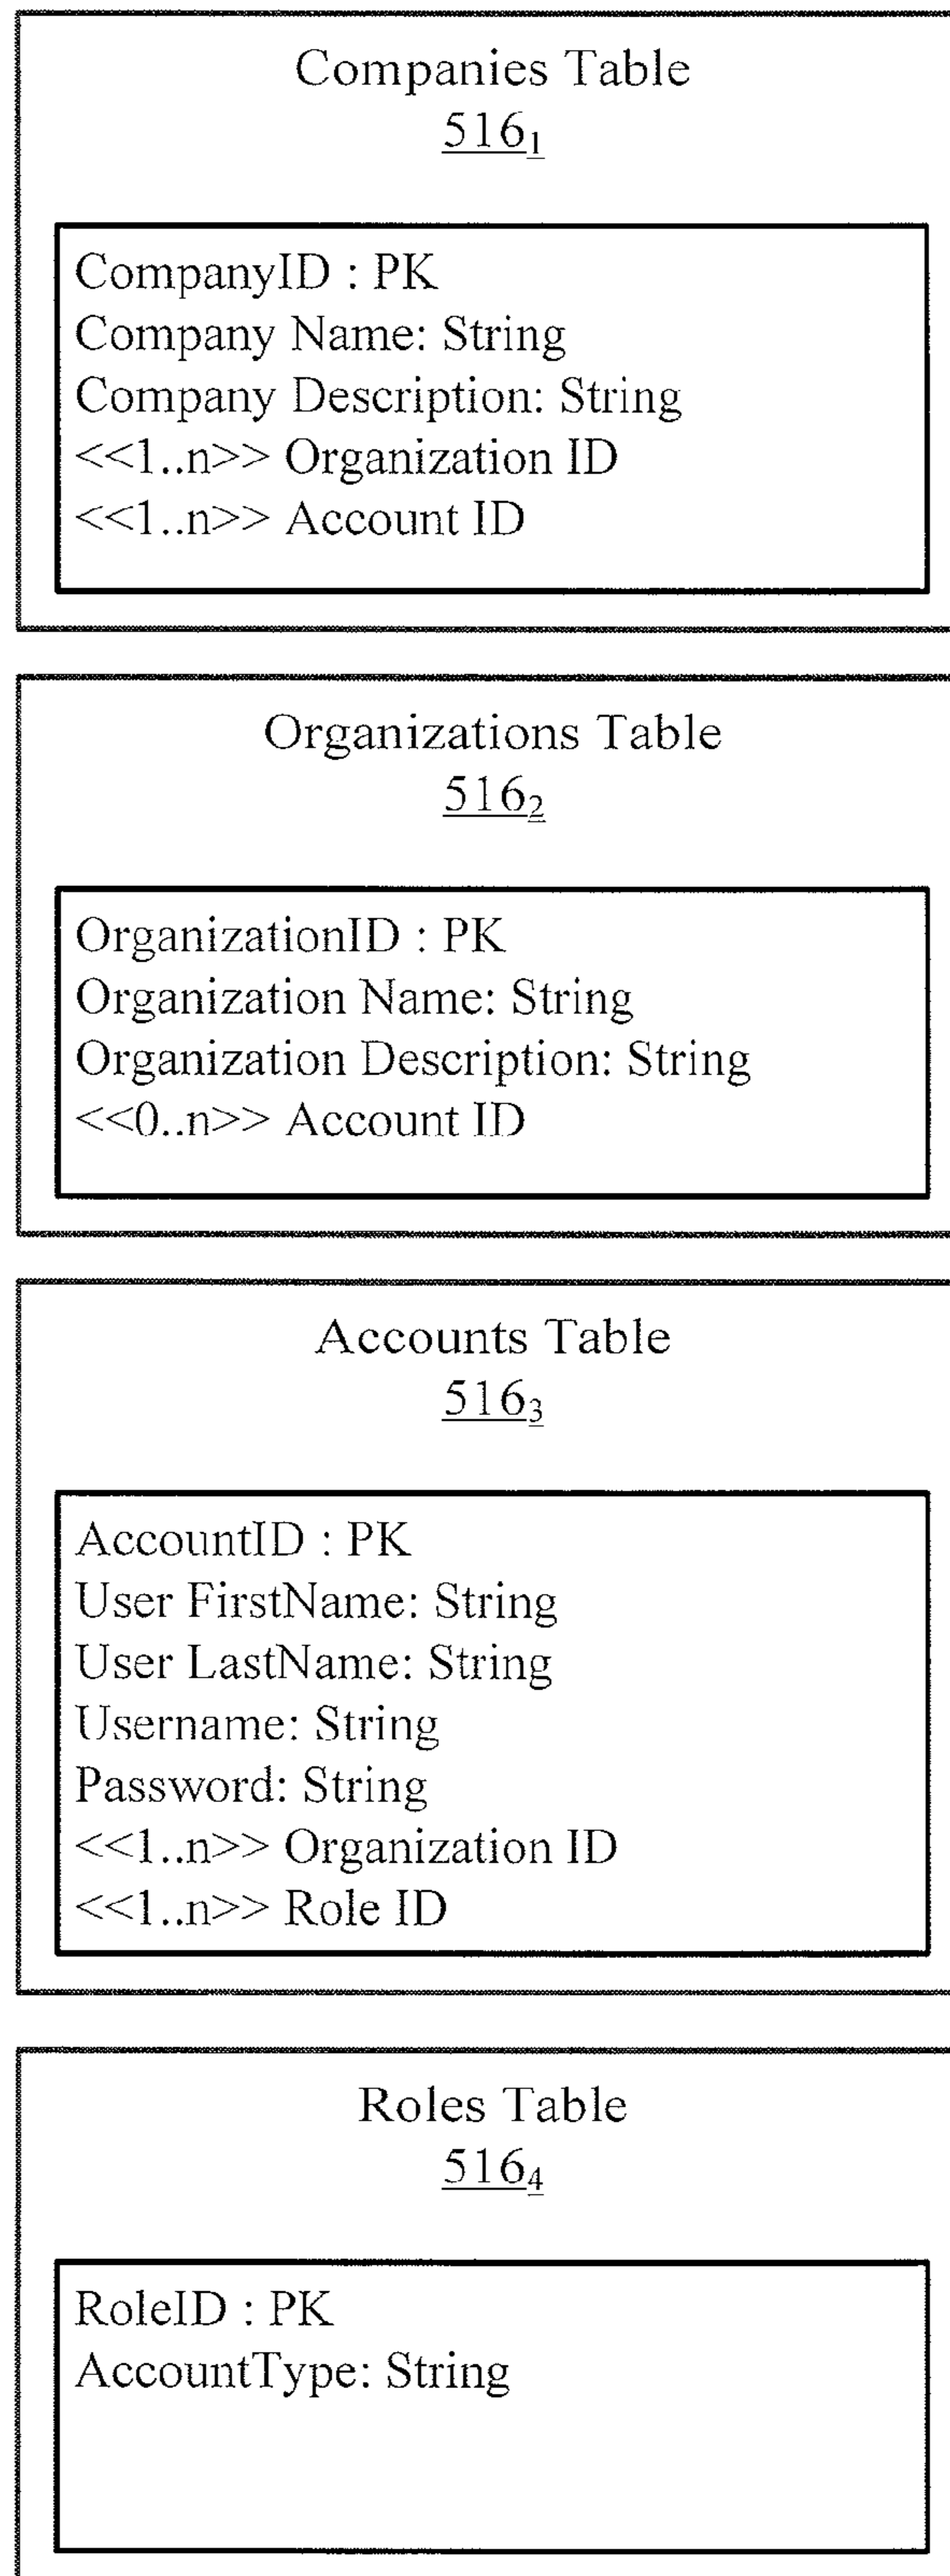 Companies Table
516₁
CompanyID : PK
Company Name: String
Company Description: String
<<1..n>> Organization ID
<<1..n>> Account ID
Organizations Table
516₂
OrganizationID : PK
Organization Name: String
Organization Description: String
<<0..n>> Account ID
Accounts Table
516₃
AccountID : PK
User FirstName: String
User LastName: String
Username: String
Password: String
<<1..n>> Organization ID
<<1..n>> Role ID
Roles Table
516₄
RoleID : PK
AccountType: String